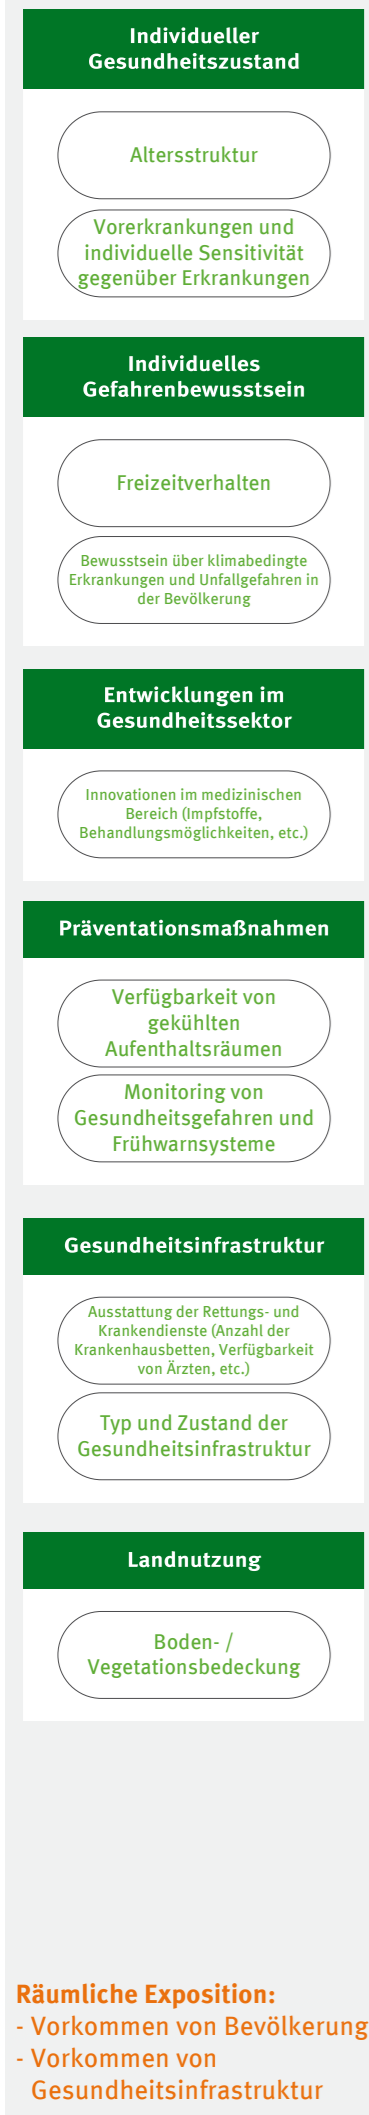 Individueller
Gesundheitszustand
Altersstruktur
Vorerkrankungen und
individuelle Sensitivität
gegenüber Erkrankungen
Individuelles
Gefahrenbewusstsein
Freizeitverhalten
Bewusstsein über klimabedingte
Erkrankungen und Unfallgefahren in
der Bevölkerung
Entwicklungen im
Gesundheitssektor
Innovationen im medizinischen
Bereich (Impfstoffe,
Behandlungsmöglichkeiten, etc.)
Präventationsmaßnahmen
Verfügbarkeit von
gekühlten
Aufenthaltsräumen
Monitoring von
Gesundheitsgefahren und
Frühwarnsysteme
Gesundheitsinfrastruktur
Ausstattung der Rettungs- und
Krankendienste (Anzahl der
Krankenhausbetten, Verfügbarkeit
von Ärzten, etc.)
Typ und Zustand der
Gesundheitsinfrastruktur
Landnutzung
Boden- /
Vegetationsbedeckung
Räumliche Exposition:
- Vorkommen von Bevölkerung
- Vorkommen von
Gesundheitsinfrastruktur